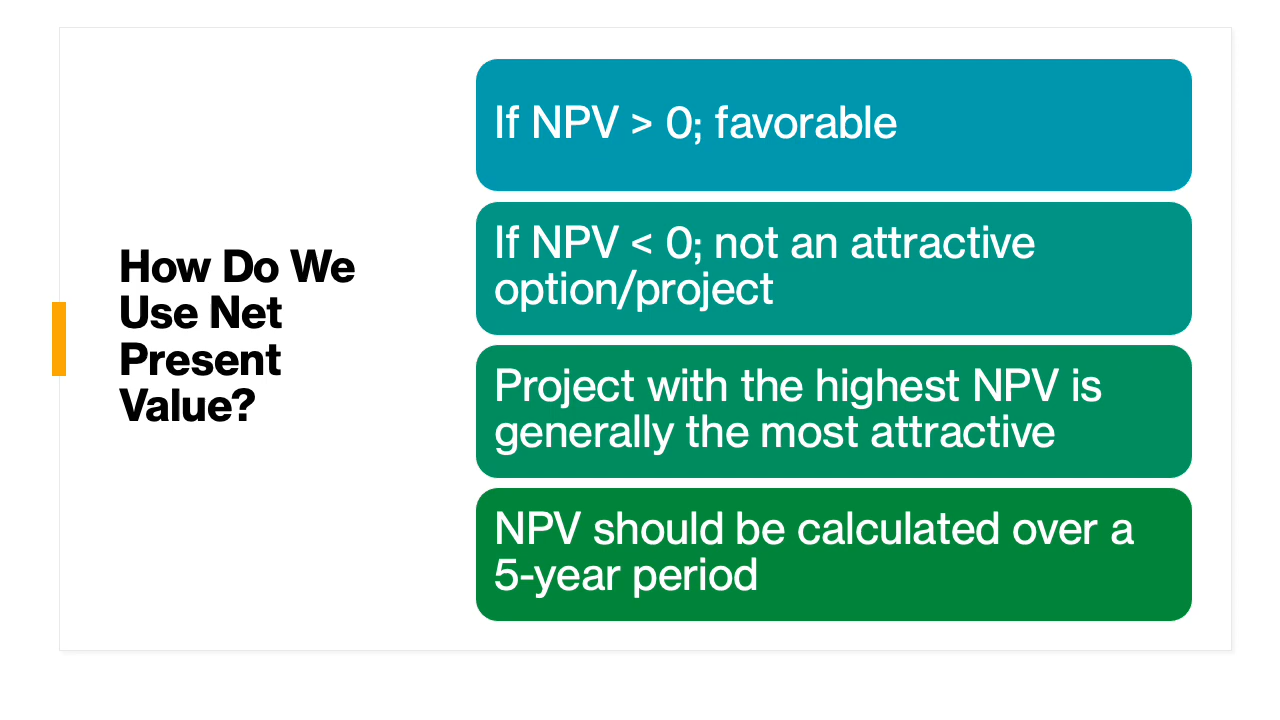 How Do We
Use Net
Present
Value?
If NPV > 0; favorable
If NPV < 0; not an attractive
option/project
Project with the highest NPV is
generally the most attractive
NPV should be calculated over a
5-year period